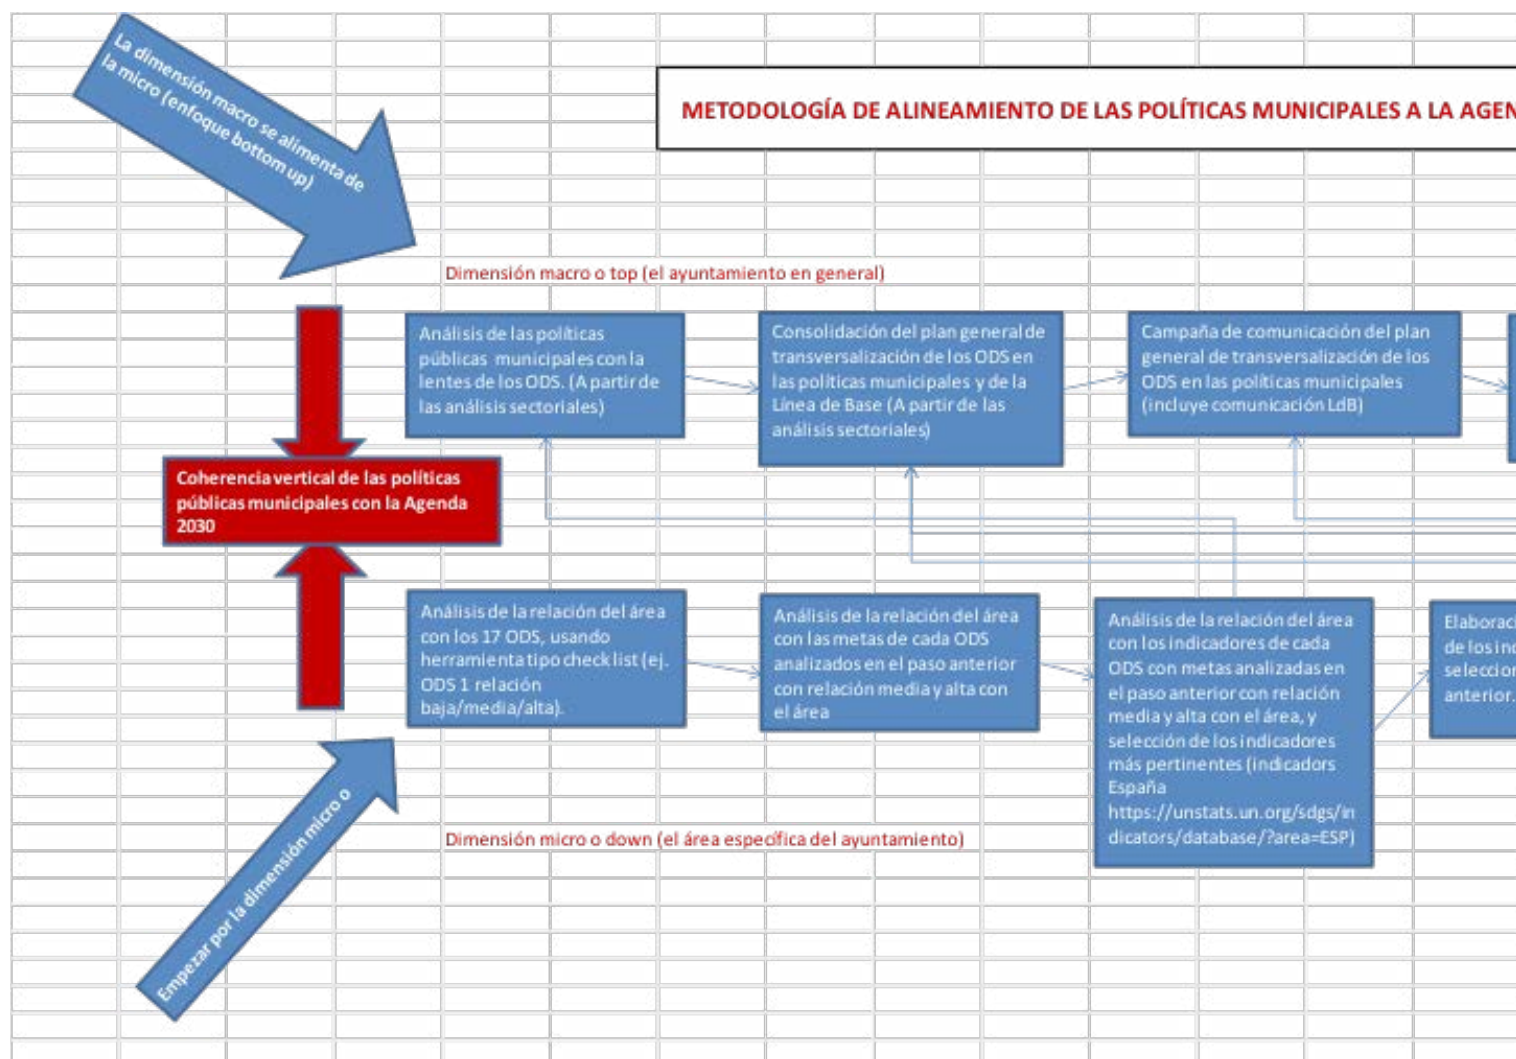 La dimensión macro se alimenta de
la micro (enfoque bottom up)
METODOLOGÍA DE ALINEAMIENTO DE LAS POLÍTICAS MUNICIPALES A LA AGEN
Dimensión macro o top (el ayuntamiento en general)
Análisis de las políticas
públicas municipales con la
lentes de los ODS. (A partir de
las análisis sectoriales)
Consolidación del plan general de
transversalización de los ODS en
las políticas municipales y de la
Línea de Base (A partir de las
análisis sectoriales)
Campaña de comunicación del plan
general de transversalización de los
ODS en las políticas municipales
(incluye comunicación LdB)
Coherencia vertical de las políticas
públicas municipales con la Agenda
2030
Análisis de la relación del área
con los 17 ODS, usando
herramienta tipo check list (ej.
ODS 1 relación
baja/media/alta).
Análisis de la relación del área
con las metas de cada ODS
analizados en el paso anterior
con relación media y alta con
el área
Análisis de la relación del área
con los indicadores de cada
ODS con metas analizadas en
el paso anterior con relación
media y alta con el área, y
selección de los indicadores
más pertinentes (indicadors
España
https://unstats.un.org/sdgs/in
dicators/database/?area=ESP)
Elaboraci
de los ind
seleccion
anterior.
Empezar por la dimensión micro o
Dimensión micro o down (el área específica del ayuntamiento)